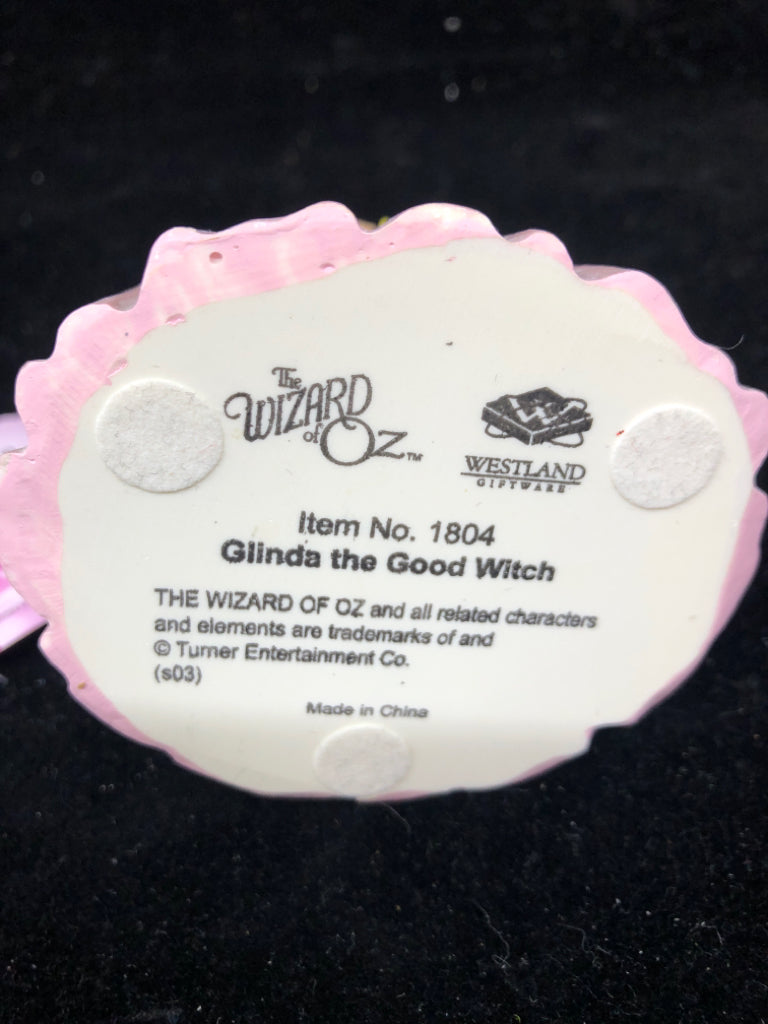 The
WIZARD
of OZ™
WESTLAND
GIFTWARE
Item No. 1804
Glinda the Good Witch
THE WIZARD OF OZ and all related characters
and elements are trademarks of and
© Turner Entertainment Co.
(s03)
Made in China